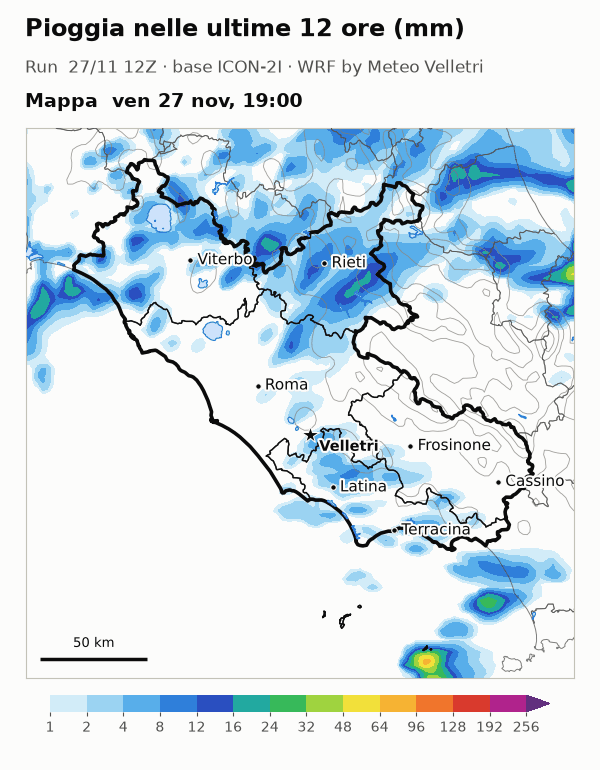 Pioggia nelle ultime 12 ore (mm)
Run  27/11 12Z · base ICON-2I · WRF by Meteo Velletri
Mappa  ven 27 nov, 19:00
Viterbo
Rieti
Roma
Velletri
Frosinone
Latina
Cassino
Terracina
50 km
1 2 4 8 12 16 24 32 48 64 96 128 192 256